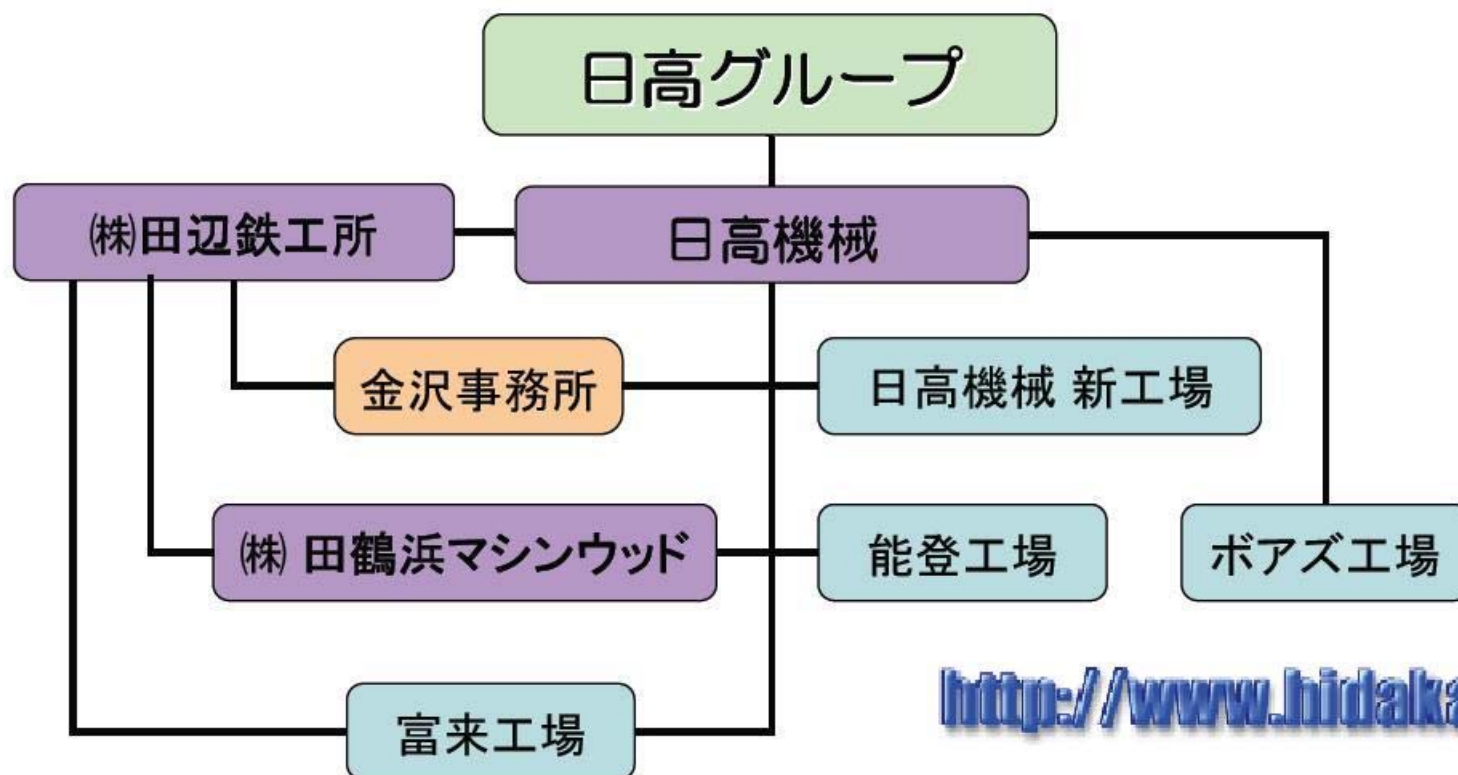 日高グループ
㈱田辺鉄工所
日高機械
金沢事務所
日高機械 新工場
㈱ 田鶴浜マシンウッド
能登工場
ボアズ工場
富来工場
http://www.hidaka